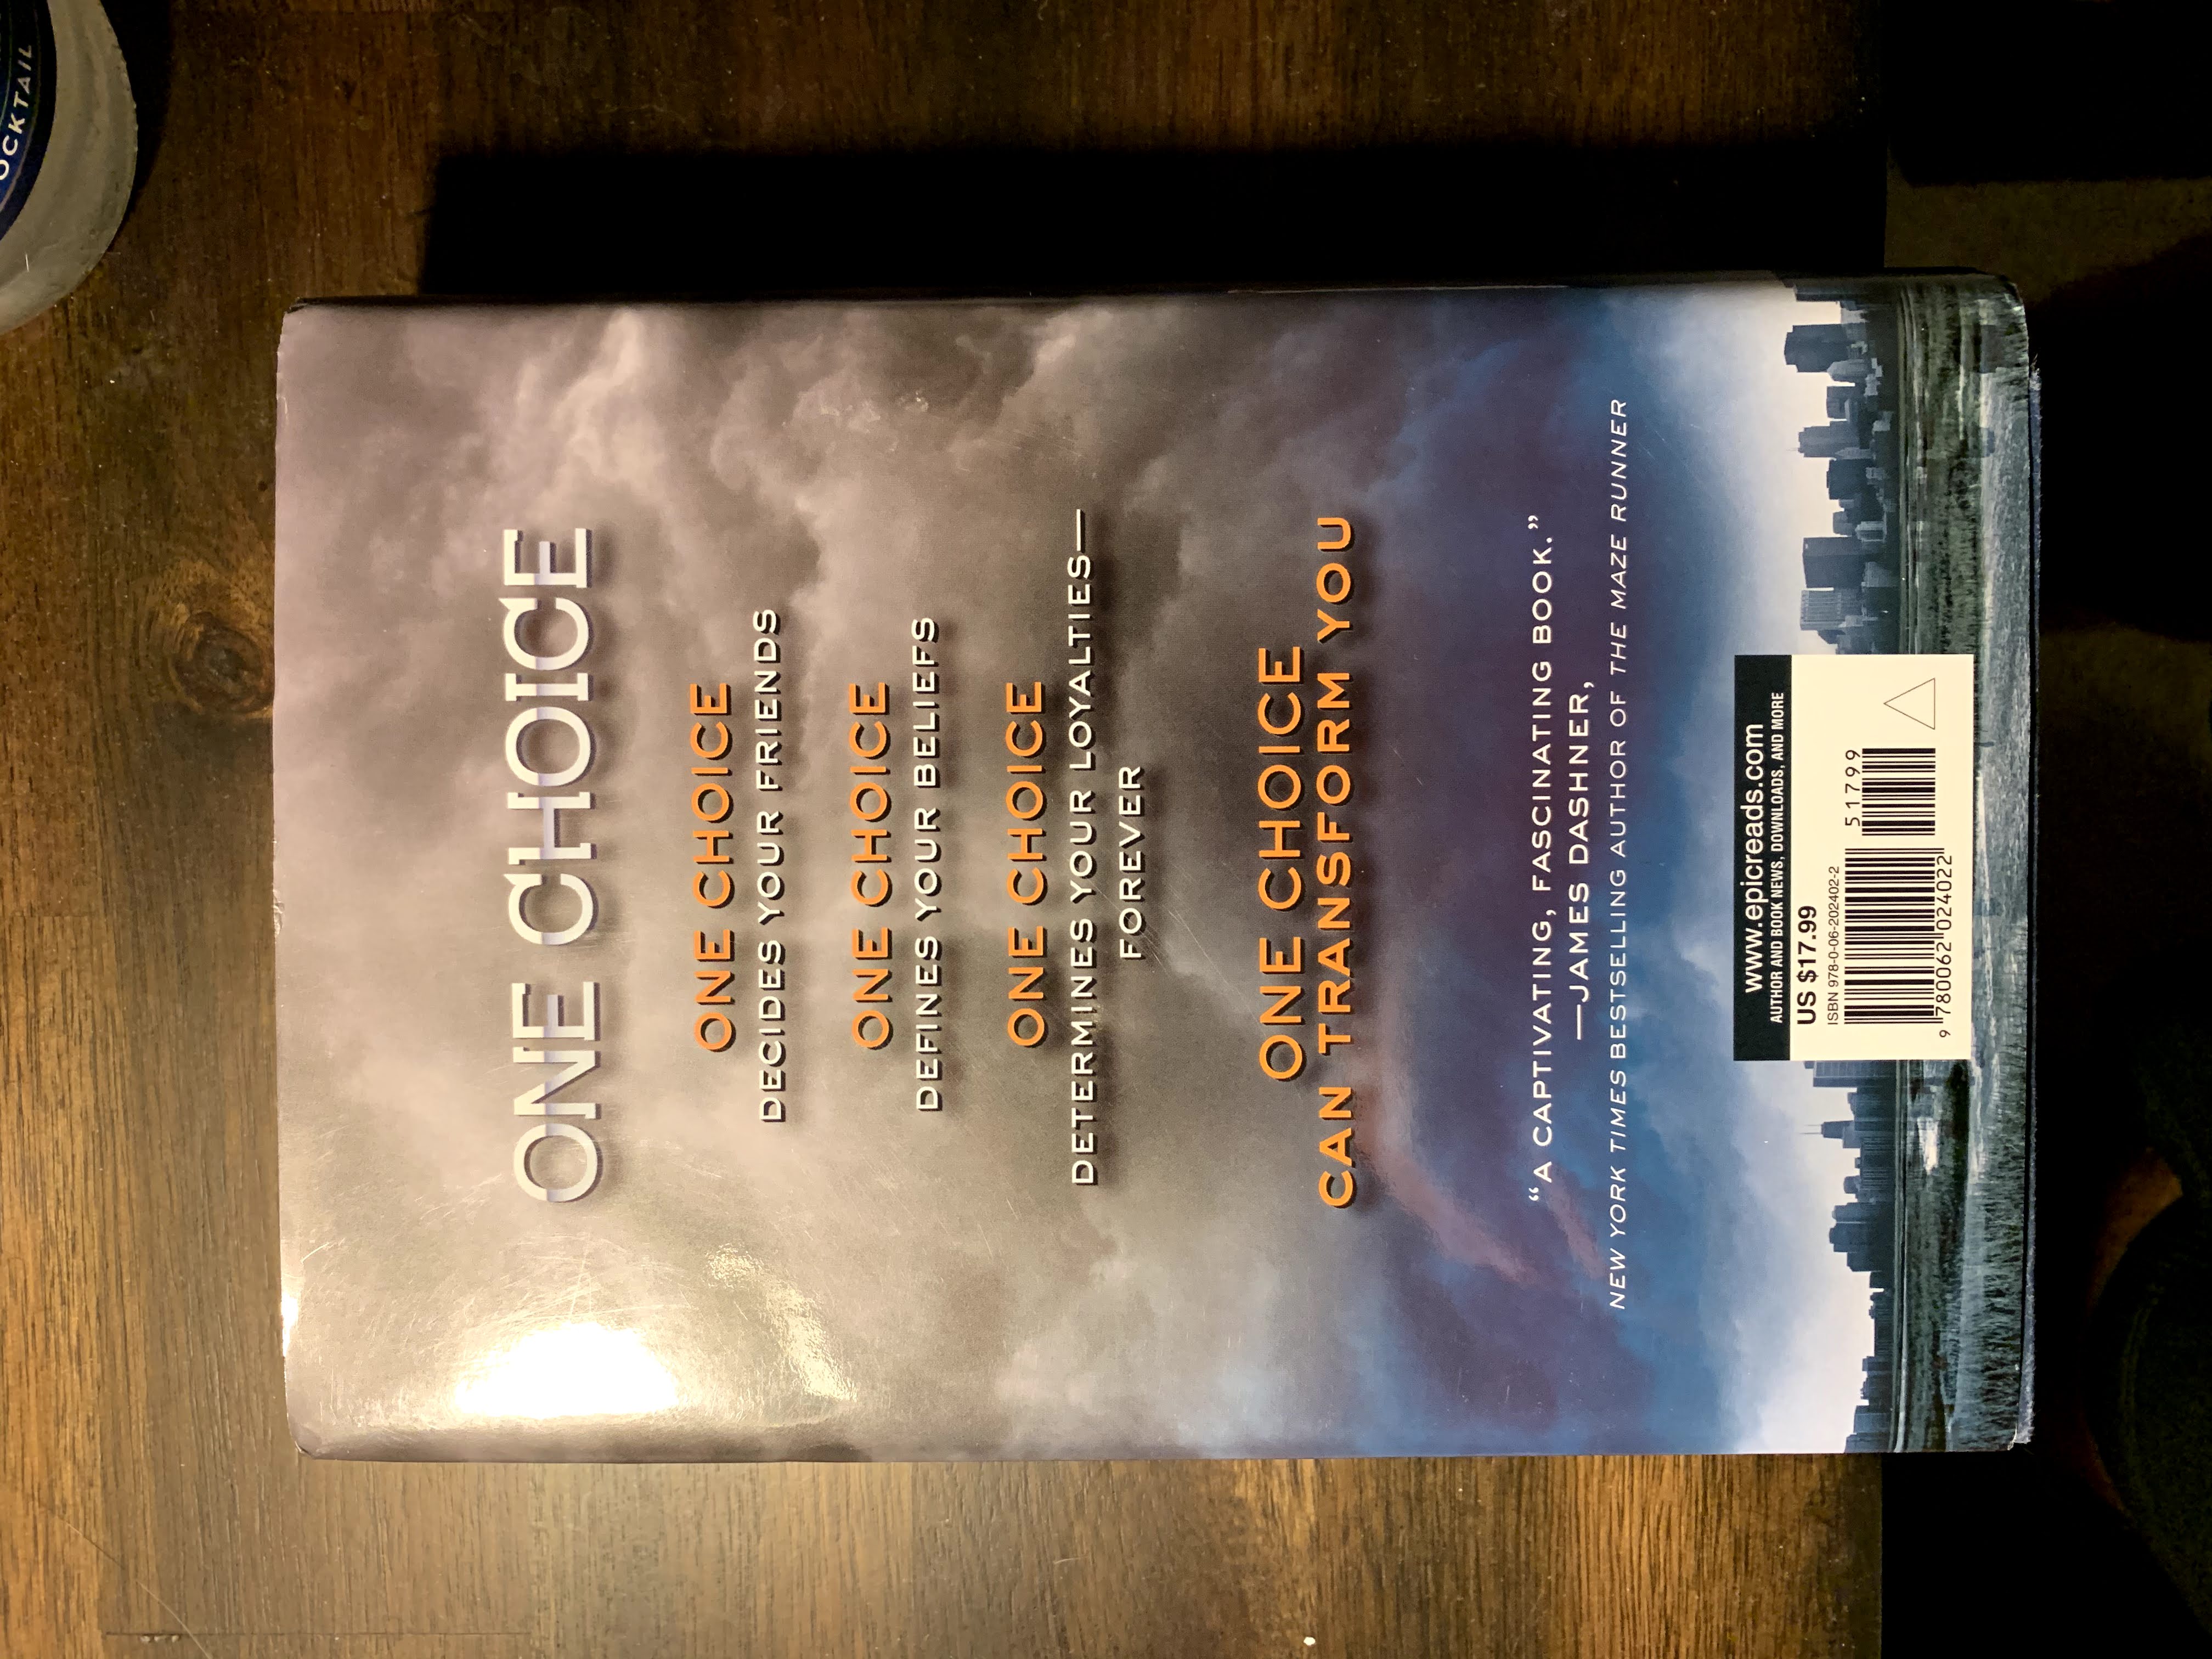 OCKTAIL
ONE CHOICE
ONE CHOICE
DECIDES YOUR FRIENDS
ONE CHOICE
DEFINES YOUR BELIEFS
ONE CHOICE
DETERMINES YOUR LOYALTIES—
FOREVER
ONE CHOICE
CAN TRANSFORM YOU
“A CAPTIVATING, FASCINATING BOOK.”
—JAMES DASHNER,
NEW YORK TIMES BESTSELLING AUTHOR OF THE MAZE RUNNER
www.epicreads.com
AUTHOR AND BOOK NEWS, DOWNLOADS, AND MORE
US $17.99
ISBN 978-0-06-202402-2
51799
9 780062 024022